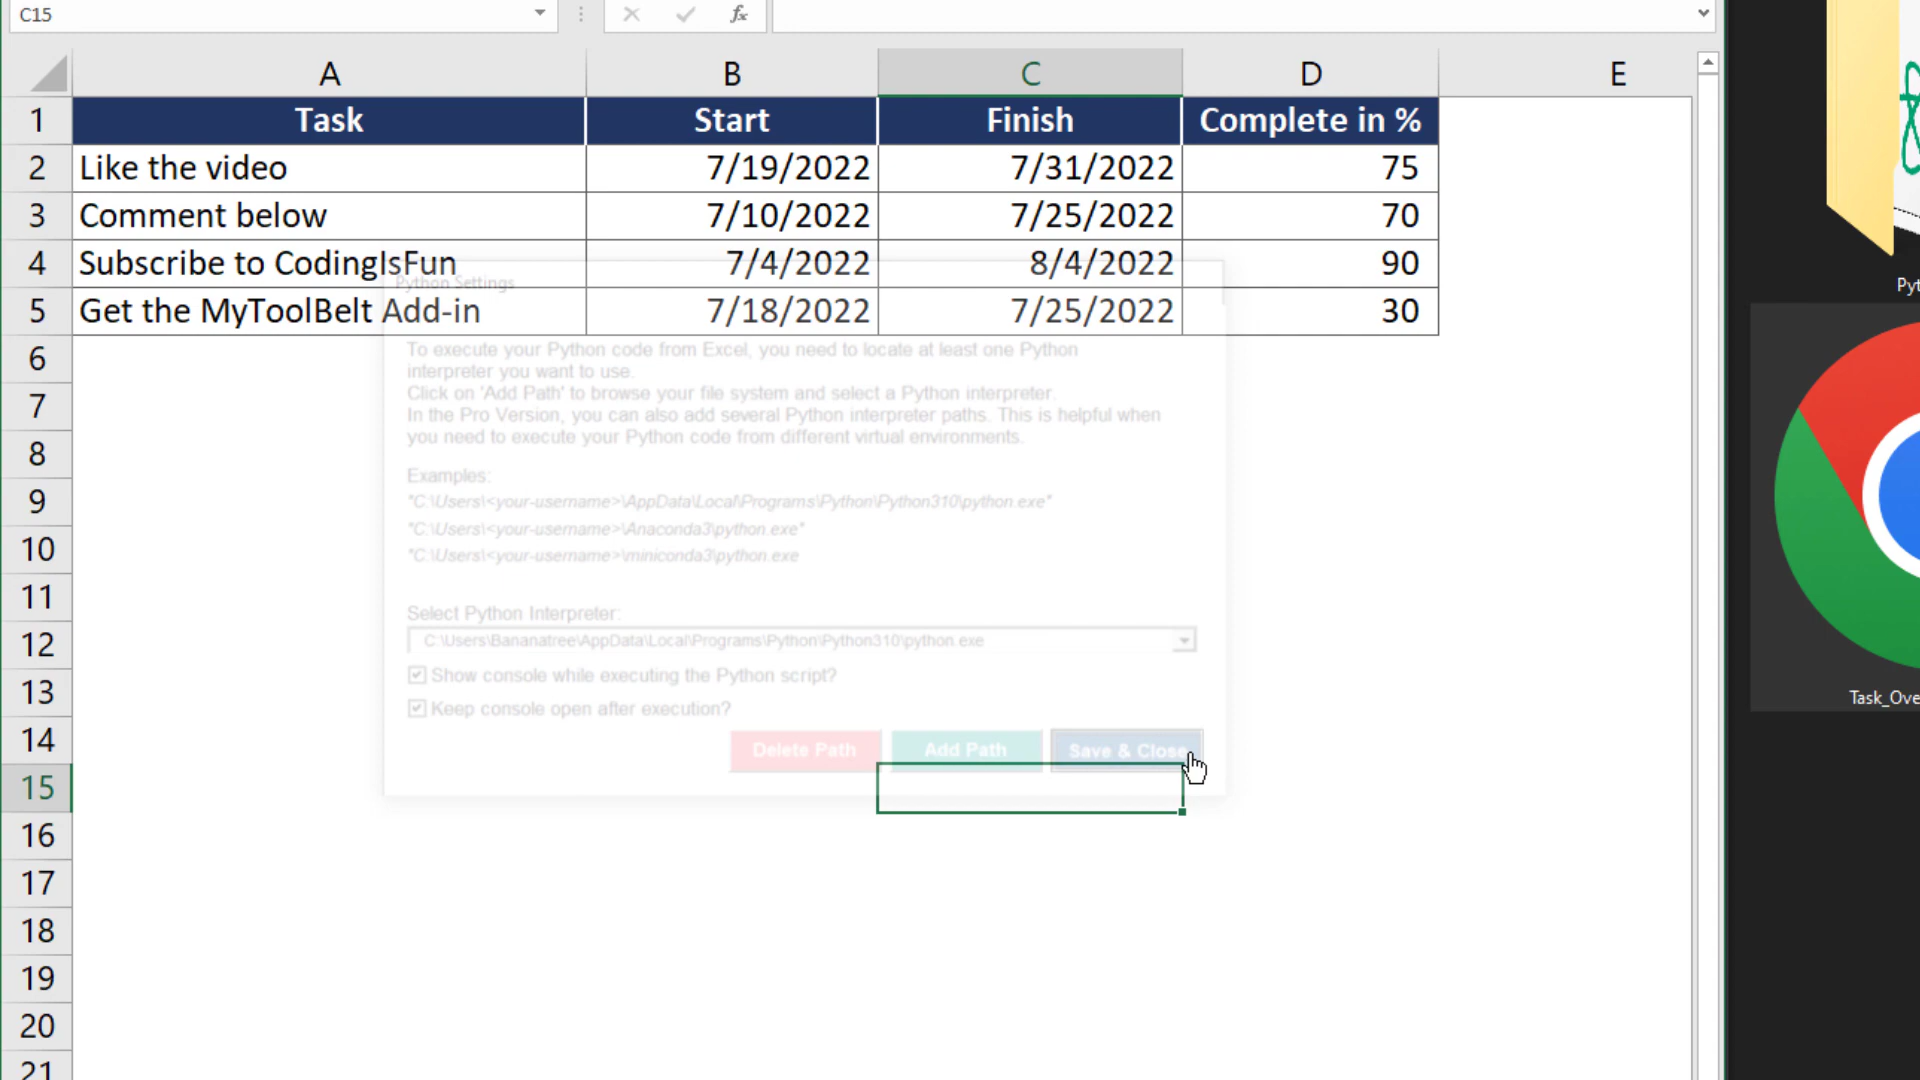 C15
fx
A B C D E
1 Task Start Finish Complete in %
2 Like the video 7/19/2022 7/31/2022 75
3 Comment below 7/10/2022 7/25/2022 70
4 Subscribe to CodingIsFun 7/4/2022 8/4/2022 90
Python Settings
5 Get the MyToolBelt Add-in 7/18/2022 7/25/2022 30
6
7
8
9
10
11
12
13
14
15
16
17
18
19
20
21
To execute your Python code from Excel, you need to locate at least one Python
interpreter you want to use.
Click on 'Add Path' to browse your file system and select a Python interpreter.
In the Pro Version, you can also add several Python interpreter paths. This is helpful when
you need to execute your Python code from different virtual environments.
Examples:
"C:\Users\<your-username>\AppData\Local\Programs\Python\Python310\python.exe"
"C:\Users\<your-username>\Anaconda3\python.exe"
"C:\Users\<your-username>\miniconda3\python.exe
Select Python Interpreter:
C:\Users\Bananatree\AppData\Local\Programs\Python\Python310\python.exe
Show console while executing the Python script?
Keep console open after execution?
Delete Path Add Path Save & Close
Pyt
Task_Ove